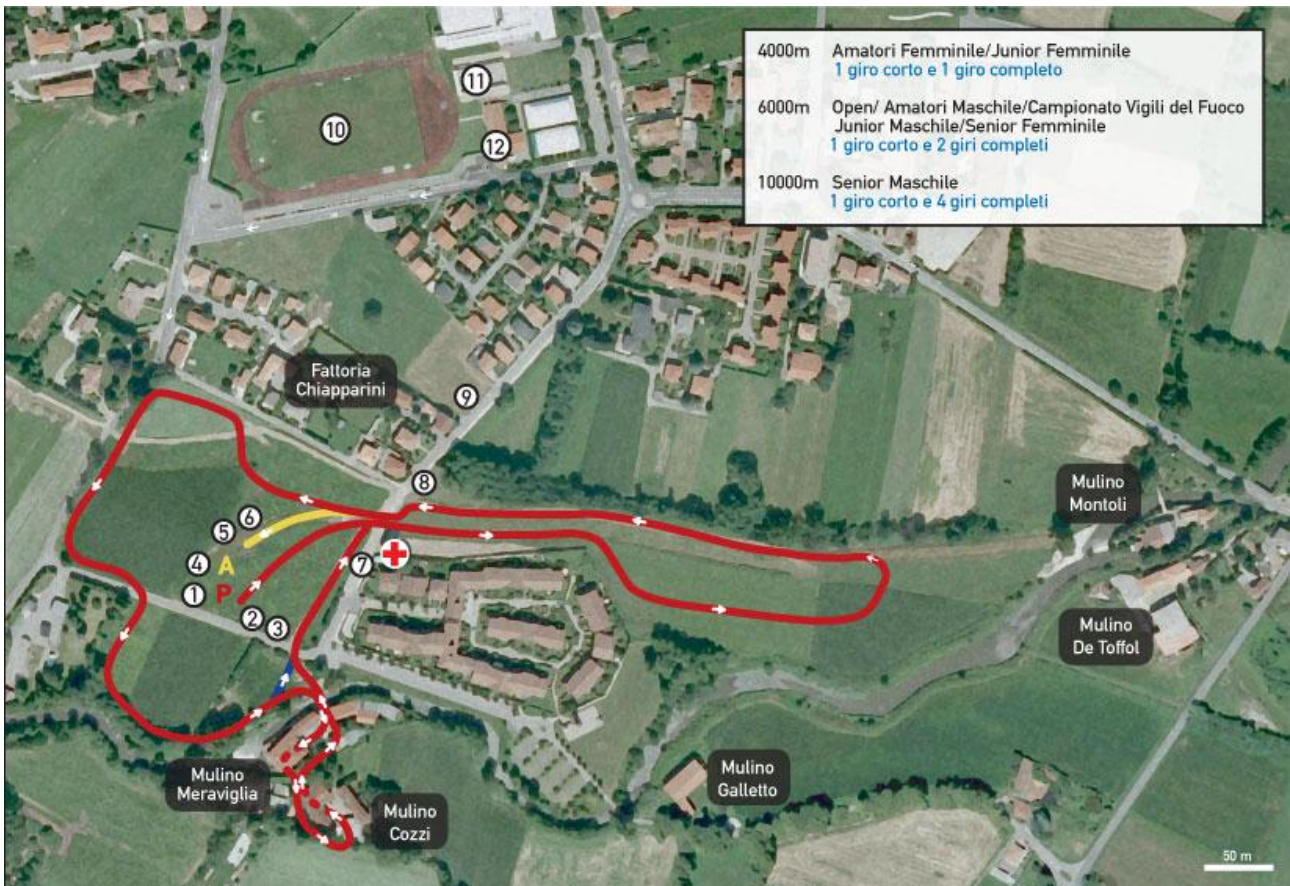 4000m Amatori Femminile/Junior Femminile
1 giro corto e 1 giro completo
6000m Open/ Amatori Maschile/Campionato Vigili del Fuoco
Junior Maschile/Senior Femminile
1 giro corto e 2 giri completi
10000m Senior Maschile
1 giro corto e 4 giri completi
11
10
12
Fattoria
Chiapparini
9
8
Mulino
Montoli
6
5
4
A
7
1
P
2
3
Mulino
De Toffol
Mulino
Meraviglia
Mulino
Galletto
Mulino
Cozzi
50 m